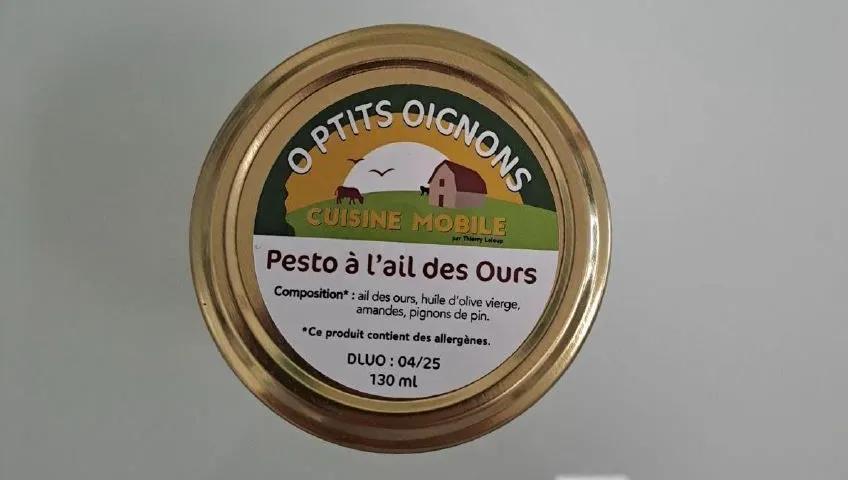 O PTITS OIGNONS
CUISINE MOBILE
par Thierry Leloup
Pesto à l'ail des Ours
Composition* : ail des ours, huile d'olive vierge,
amandes, pignons de pin.
*Ce produit contient des allergènes.
DLUO : 04/25
130 ml